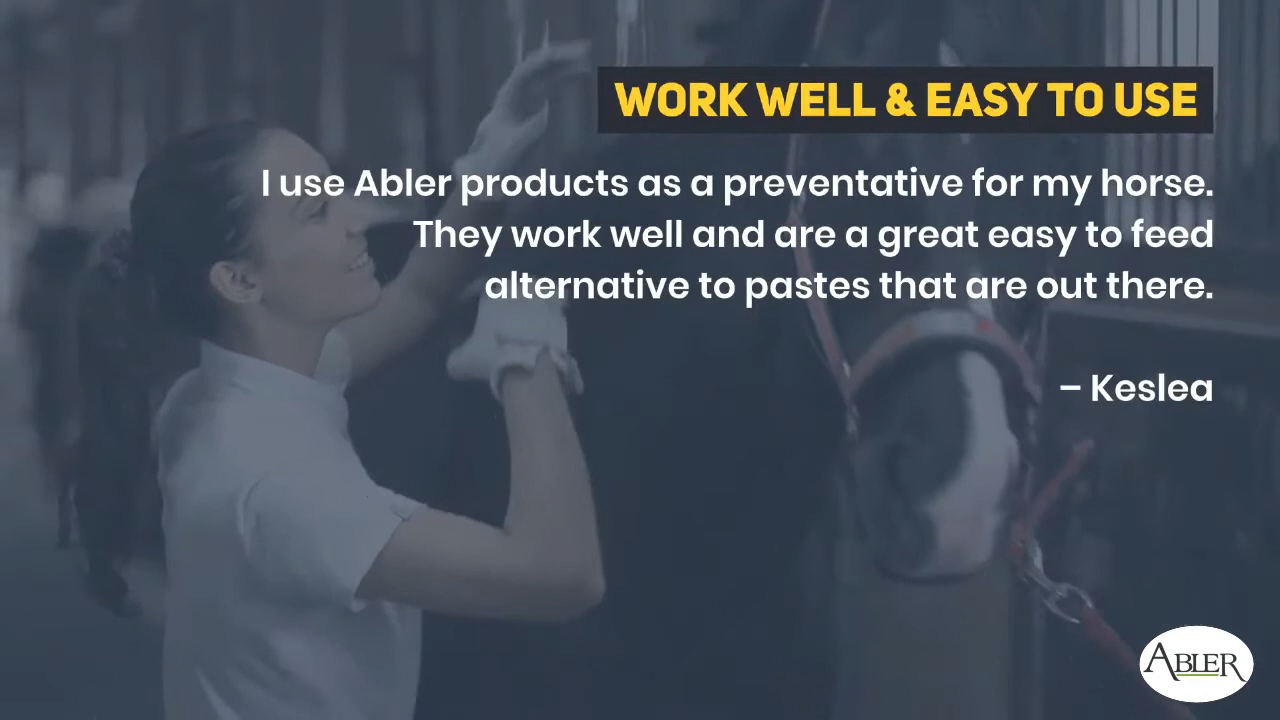 WORK WELL & EASY TO USE
I use Abler products as a preventative for my horse.
They work well and are a great easy to feed
alternative to pastes that are out there.
– Keslea
ABLER